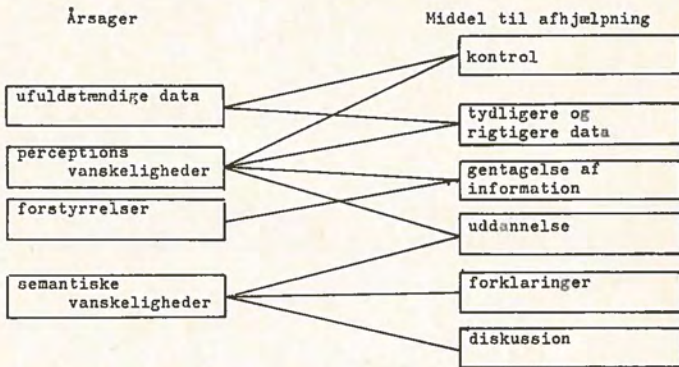 Årsager
Middel til afhjælpning
kontrol
ufuldstændige data
tydligere og
rigtigere data
perceptions
vanskeligheder
gentagelse af
information
forstyrrelser
uddannelse
semantiske
vanskeligheder
forklaringer
diskussion